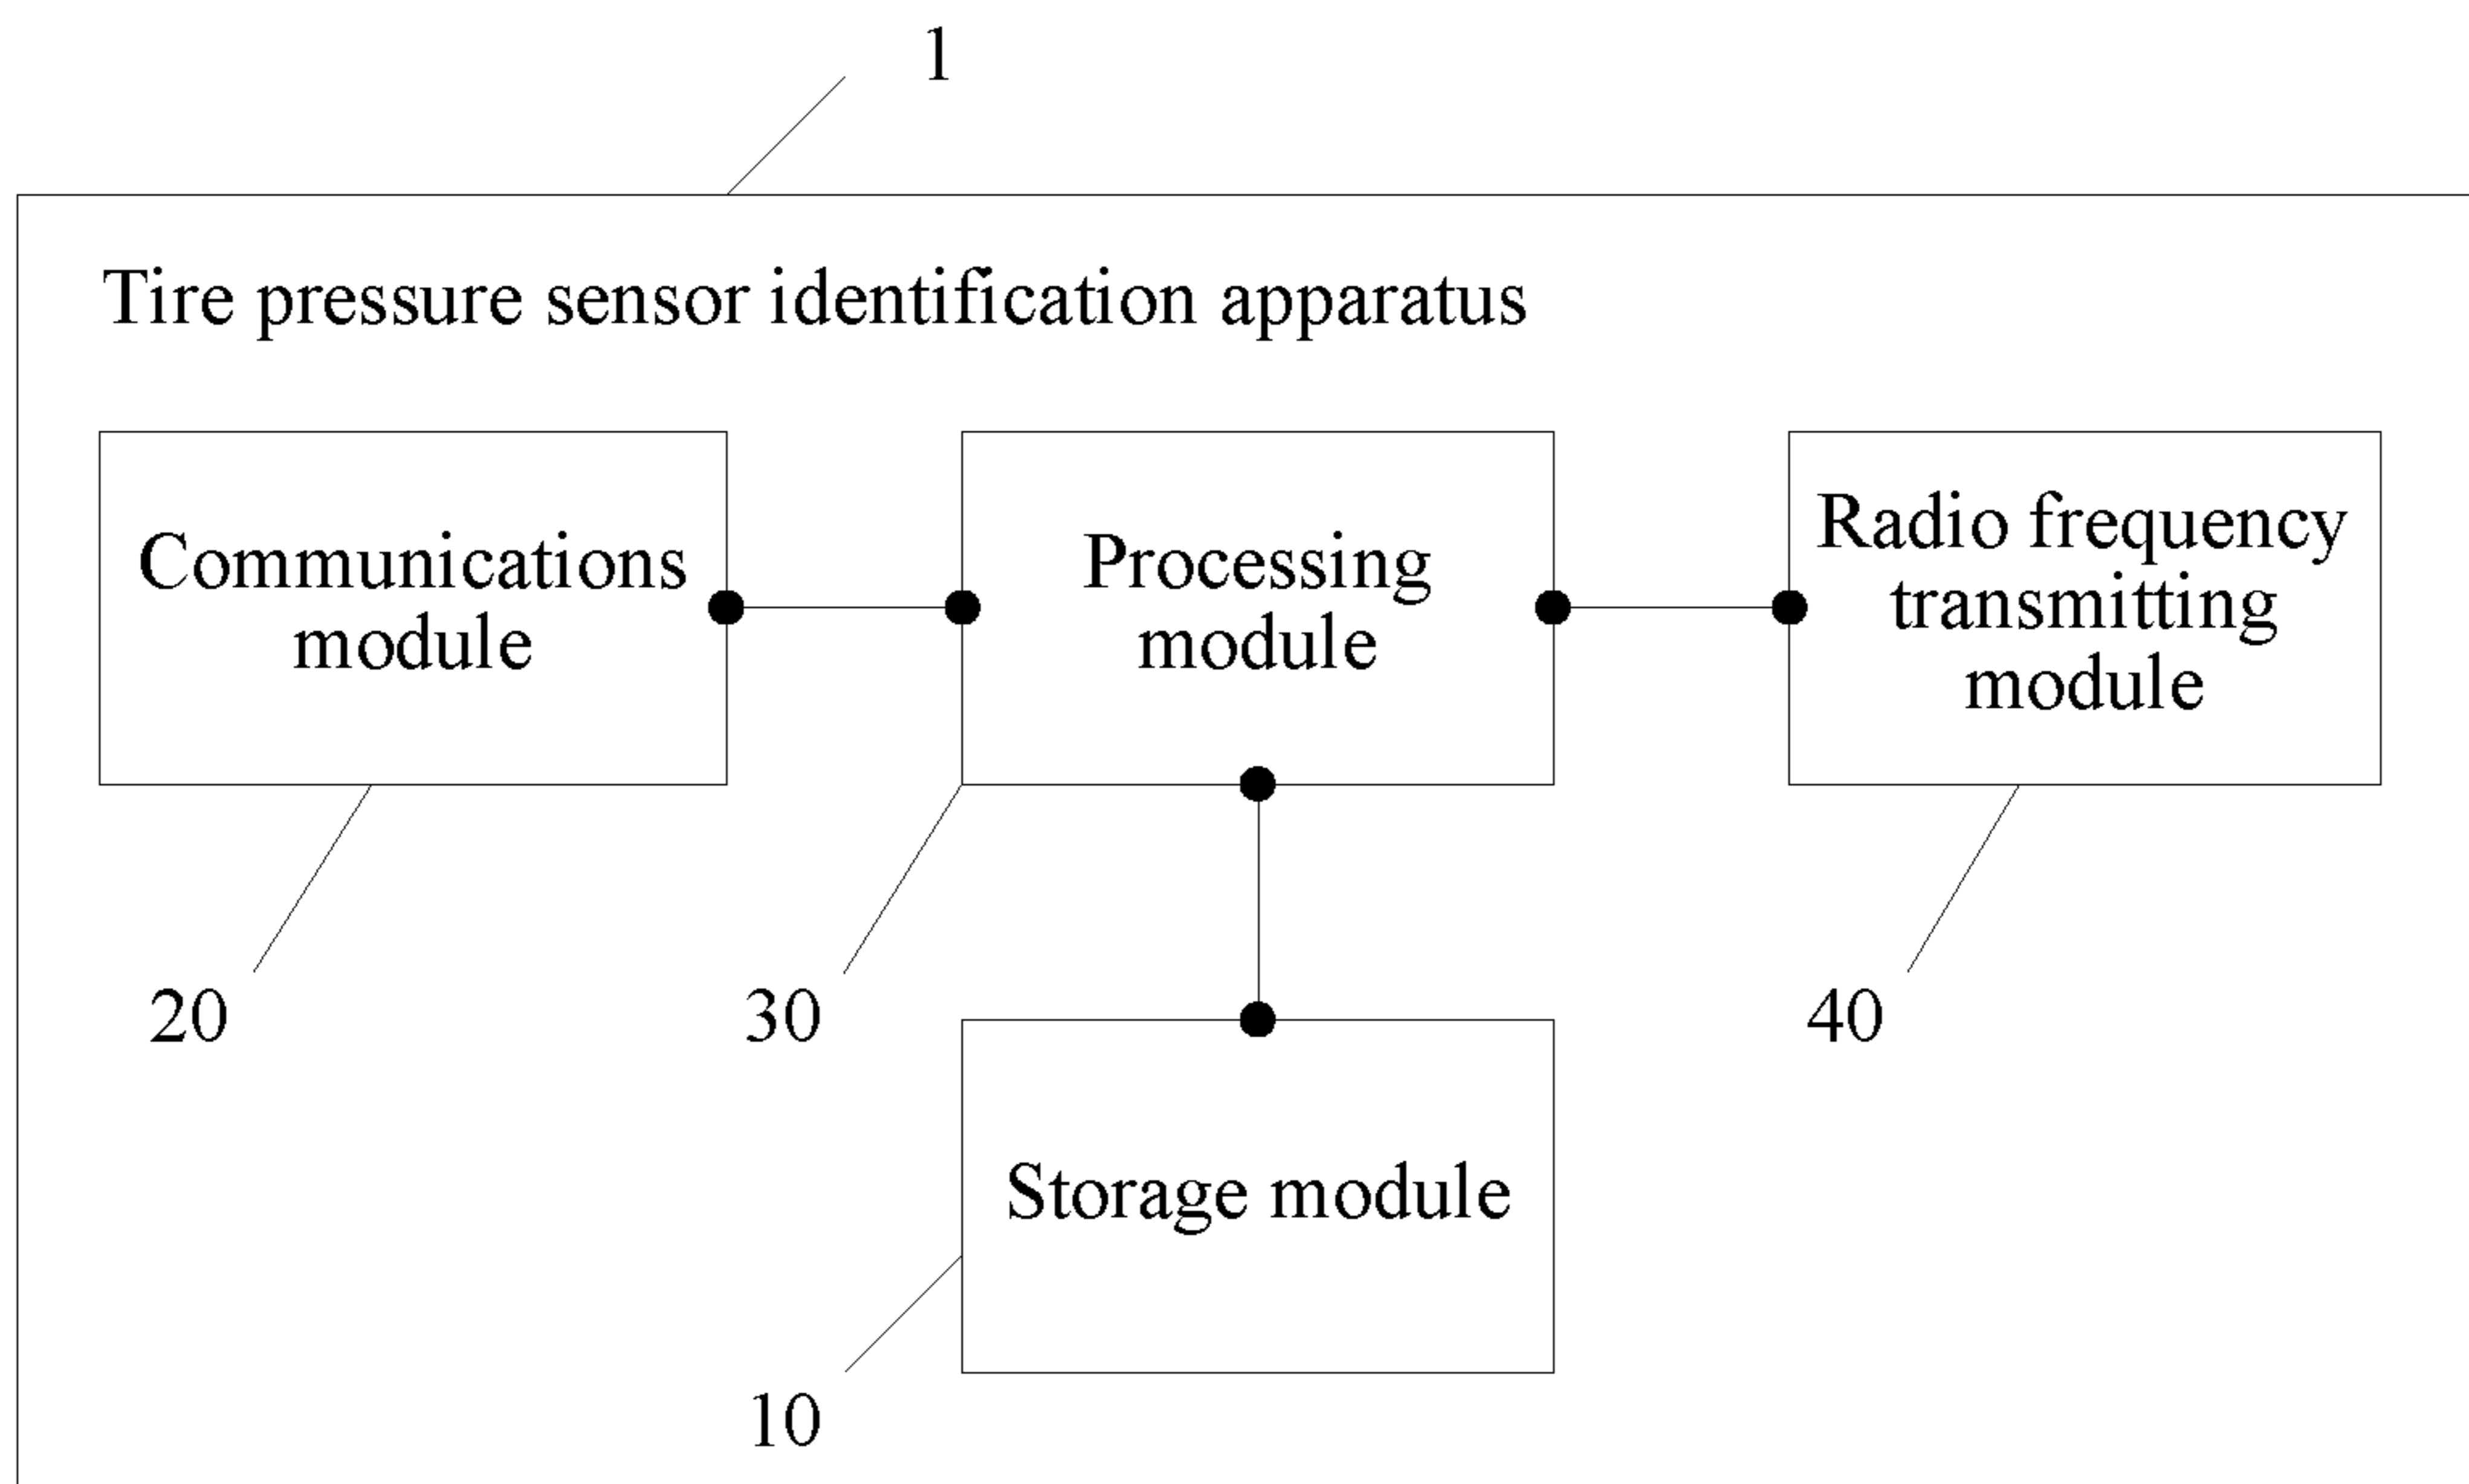 1
Tire pressure sensor identification apparatus
Communications
module
Processing
module
Radio frequency
transmitting
module
20
30
40
Storage module
10